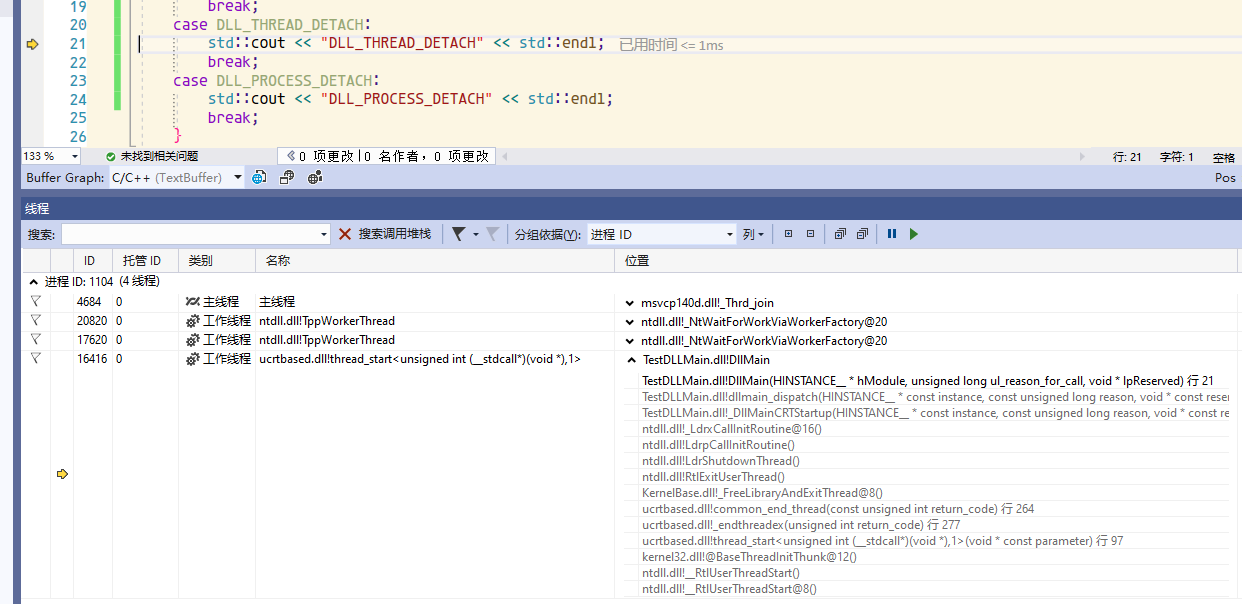 19 break;
20 case DLL_THREAD_DETACH:
21 std::cout << "DLL_THREAD_DETACH" << std::endl; 已用时间 <= 1ms
22 break;
23 case DLL_PROCESS_DETACH:
24 std::cout << "DLL_PROCESS_DETACH" << std::endl;
25 break;
26 }
133 % 未找到相关问题 0 项更改 | 0 名作者，0 项更改 行: 21 字符: 1 空格
Buffer Graph: C/C++ (TextBuffer) Pos
线程
搜索: 搜索调用堆栈 分组依据(Y): 进程 ID 列
ID 托管 ID 类别 名称 位置
进程 ID: 1104 (4 线程)
4684 0 主线程 主线程 msvcp140d.dll!_Thrd_join
20820 0 工作线程 ntdll.dll!TppWorkerThread ntdll.dll!_NtWaitForWorkViaWorkerFactory@20
17620 0 工作线程 ntdll.dll!TppWorkerThread ntdll.dll!_NtWaitForWorkViaWorkerFactory@20
16416 0 工作线程 ucrtbased.dll!thread_start<unsigned int (__stdcall*)(void *),1> TestDLLMain.dll!DllMain
TestDLLMain.dll!DllMain(HINSTANCE__ * hModule, unsigned long ul_reason_for_call, void * lpReserved) 行 21
TestDLLMain.dll!dllmain_dispatch(HINSTANCE__ * const instance, const unsigned long reason, void * const rese
TestDLLMain.dll!_DllMainCRTStartup(HINSTANCE__ * const instance, const unsigned long reason, void * const re
ntdll.dll!_LdrxCallInitRoutine@16()
ntdll.dll!LdrpCallInitRoutine()
ntdll.dll!LdrShutdownThread()
ntdll.dll!RtlExitUserThread()
KernelBase.dll!_FreeLibraryAndExitThread@8()
ucrtbased.dll!common_end_thread(const unsigned int return_code) 行 264
ucrtbased.dll!_endthreadex(unsigned int return_code) 行 277
ucrtbased.dll!thread_start<unsigned int (__stdcall*)(void *),1>(void * const parameter) 行 97
kernel32.dll!@BaseThreadInitThunk@12()
ntdll.dll!__RtlUserThreadStart()
ntdll.dll!__RtlUserThreadStart@8()